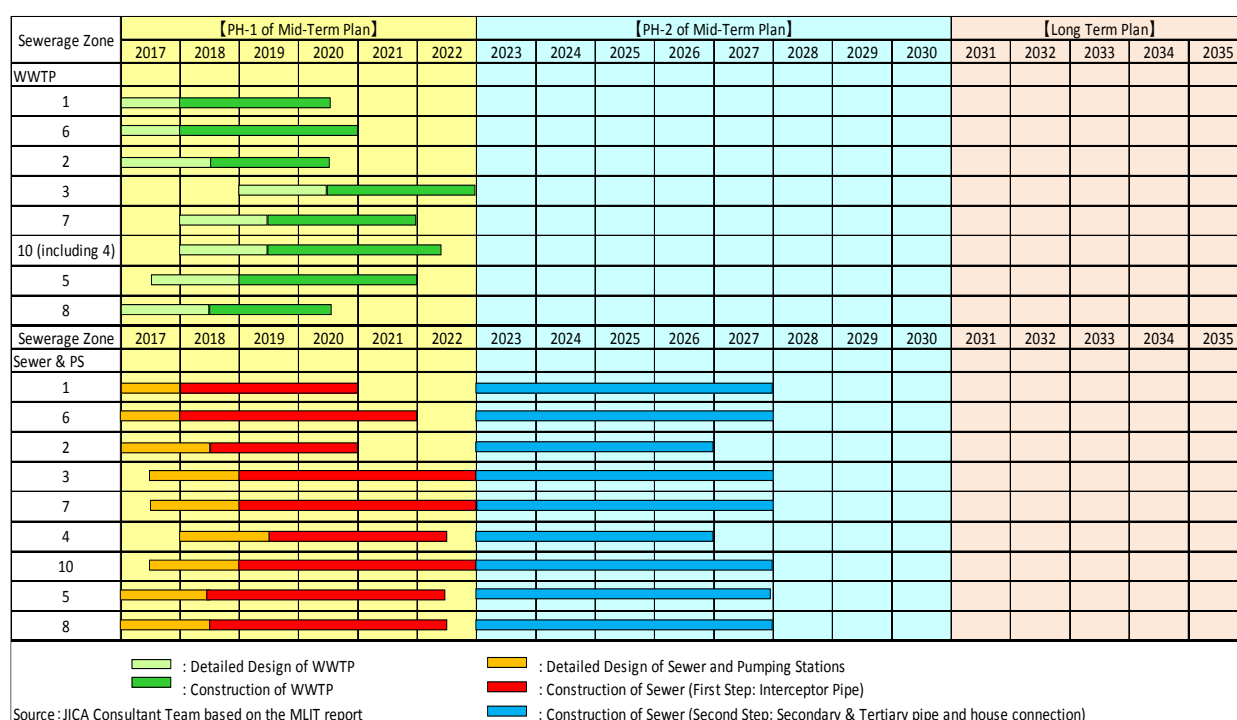 Sewerage Zone 【PH-1 of Mid-Term Plan】 【PH-2 of Mid-Term Plan】 【Long Term Plan】
2017 2018 2019 2020 2021 2022 2023 2024 2025 2026 2027 2028 2029 2030 2031 2032 2033 2034 2035
WWTP
1
6
2
3
7
10 (including 4)
5
8
Sewerage Zone 2017 2018 2019 2020 2021 2022 2023 2024 2025 2026 2027 2028 2029 2030 2031 2032 2033 2034 2035
Sewer & PS
1
6
2
3
7
4
10
5
8
: Detailed Design of WWTP : Detailed Design of Sewer and Pumping Stations
: Construction of WWTP : Construction of Sewer (First Step: Interceptor Pipe)
Source：JICA Consultant Team based on the MLIT report : Construction of Sewer (Second Step: Secondary & Tertiary pipe and house connection)